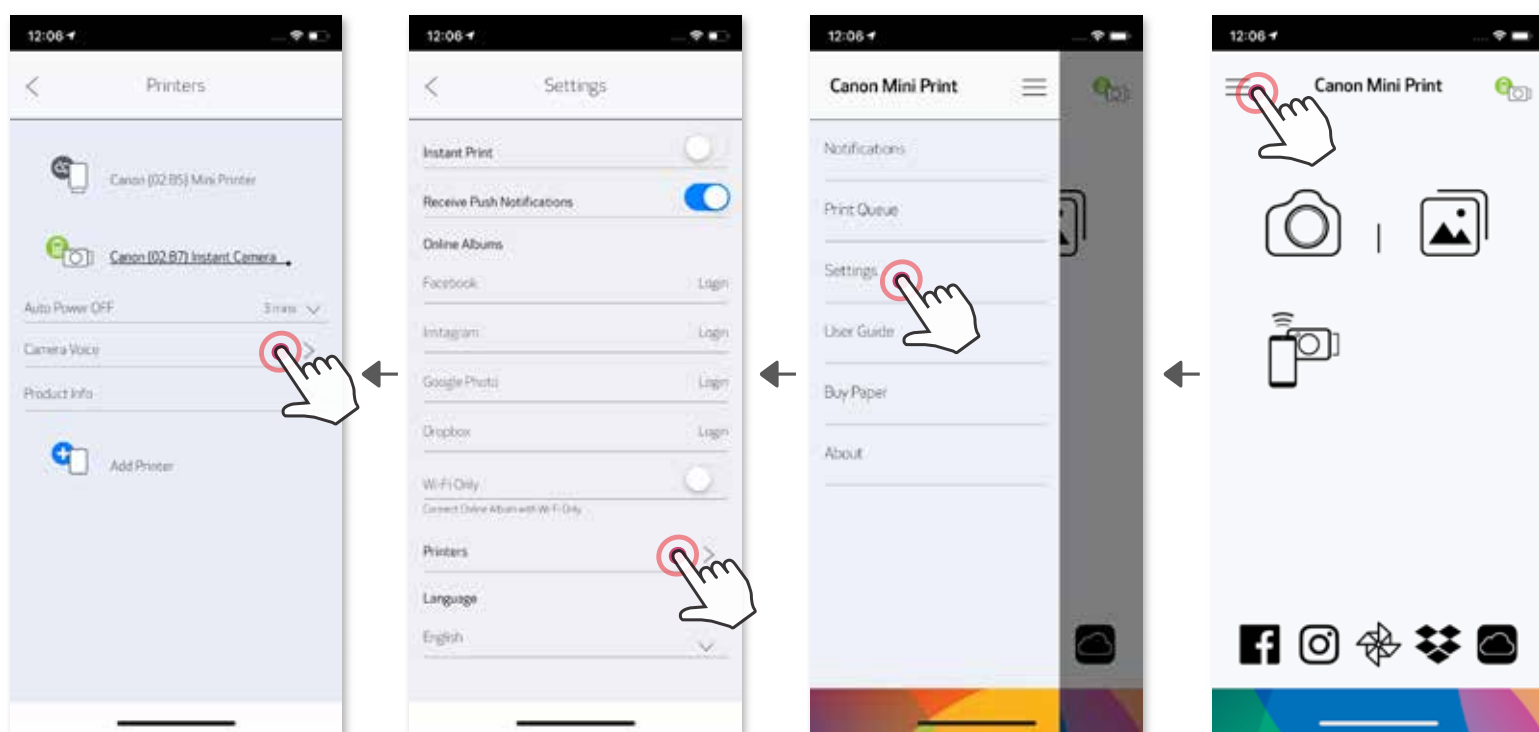 12:06
Printers
Canon (02:B5) Mini Printer
Canon (02:B7) Instant Camera
Auto Power OFF
mins
Camera Voice
Product Info
Add Printer
12:06
Settings
Instant Print
Receive Push Notifications
Online Albums
Facebook Login
Instagram Login
Google Photo Login
Dropbox Login
Wi-Fi Only
Connect Online Album with Wi-Fi Only
Printers
Language
English
12:06
Canon Mini Print
Notifications
Print Queue
Settings
User Guide
Buy Paper
About
12:06
Canon Mini Print